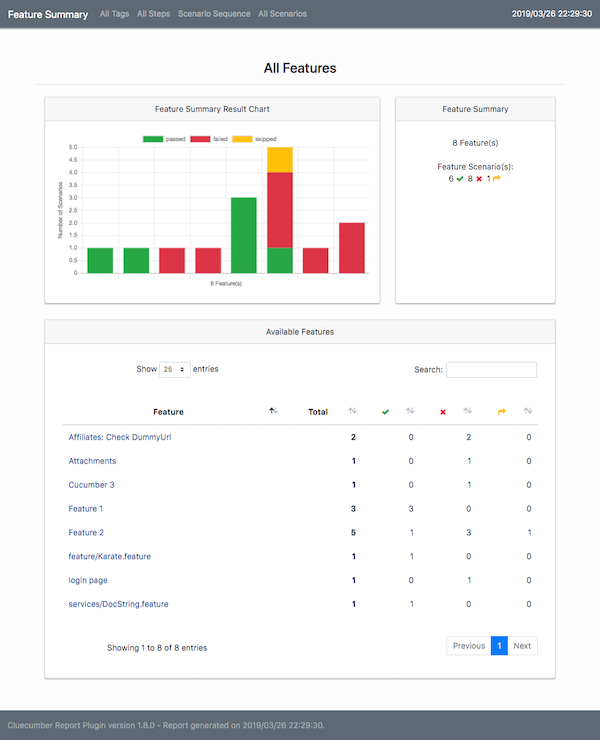 Feature Summary All Tags All Steps Scenario Sequence All Scenarios 2019/03/26 22:29:30
All Features
Feature Summary Result Chart
passed failed skipped
5.0
4.5
4.0
3.5
3.0
2.5
2.0
1.5
1.0
0.5
0
Number of Scenarios
8 Feature(s)
Feature Summary
8 Feature(s)
Feature Scenario(s):
6 ✔ 8 ✖ 1
Available Features
Show 25 entries Search:
Feature Total
Affiliates: Check DummyUrl 2 0 2 0
Attachments 1 0 1 0
Cucumber 3 1 0 1 0
Feature 1 3 3 0 0
Feature 2 5 1 3 1
feature/Karate.feature 1 1 0 0
login page 1 0 1 0
services/DocString.feature 1 1 0 0
Showing 1 to 8 of 8 entries Previous 1 Next
Cluecumber Report Plugin version 1.8.0 - Report generated on 2019/03/26 22:29:30.